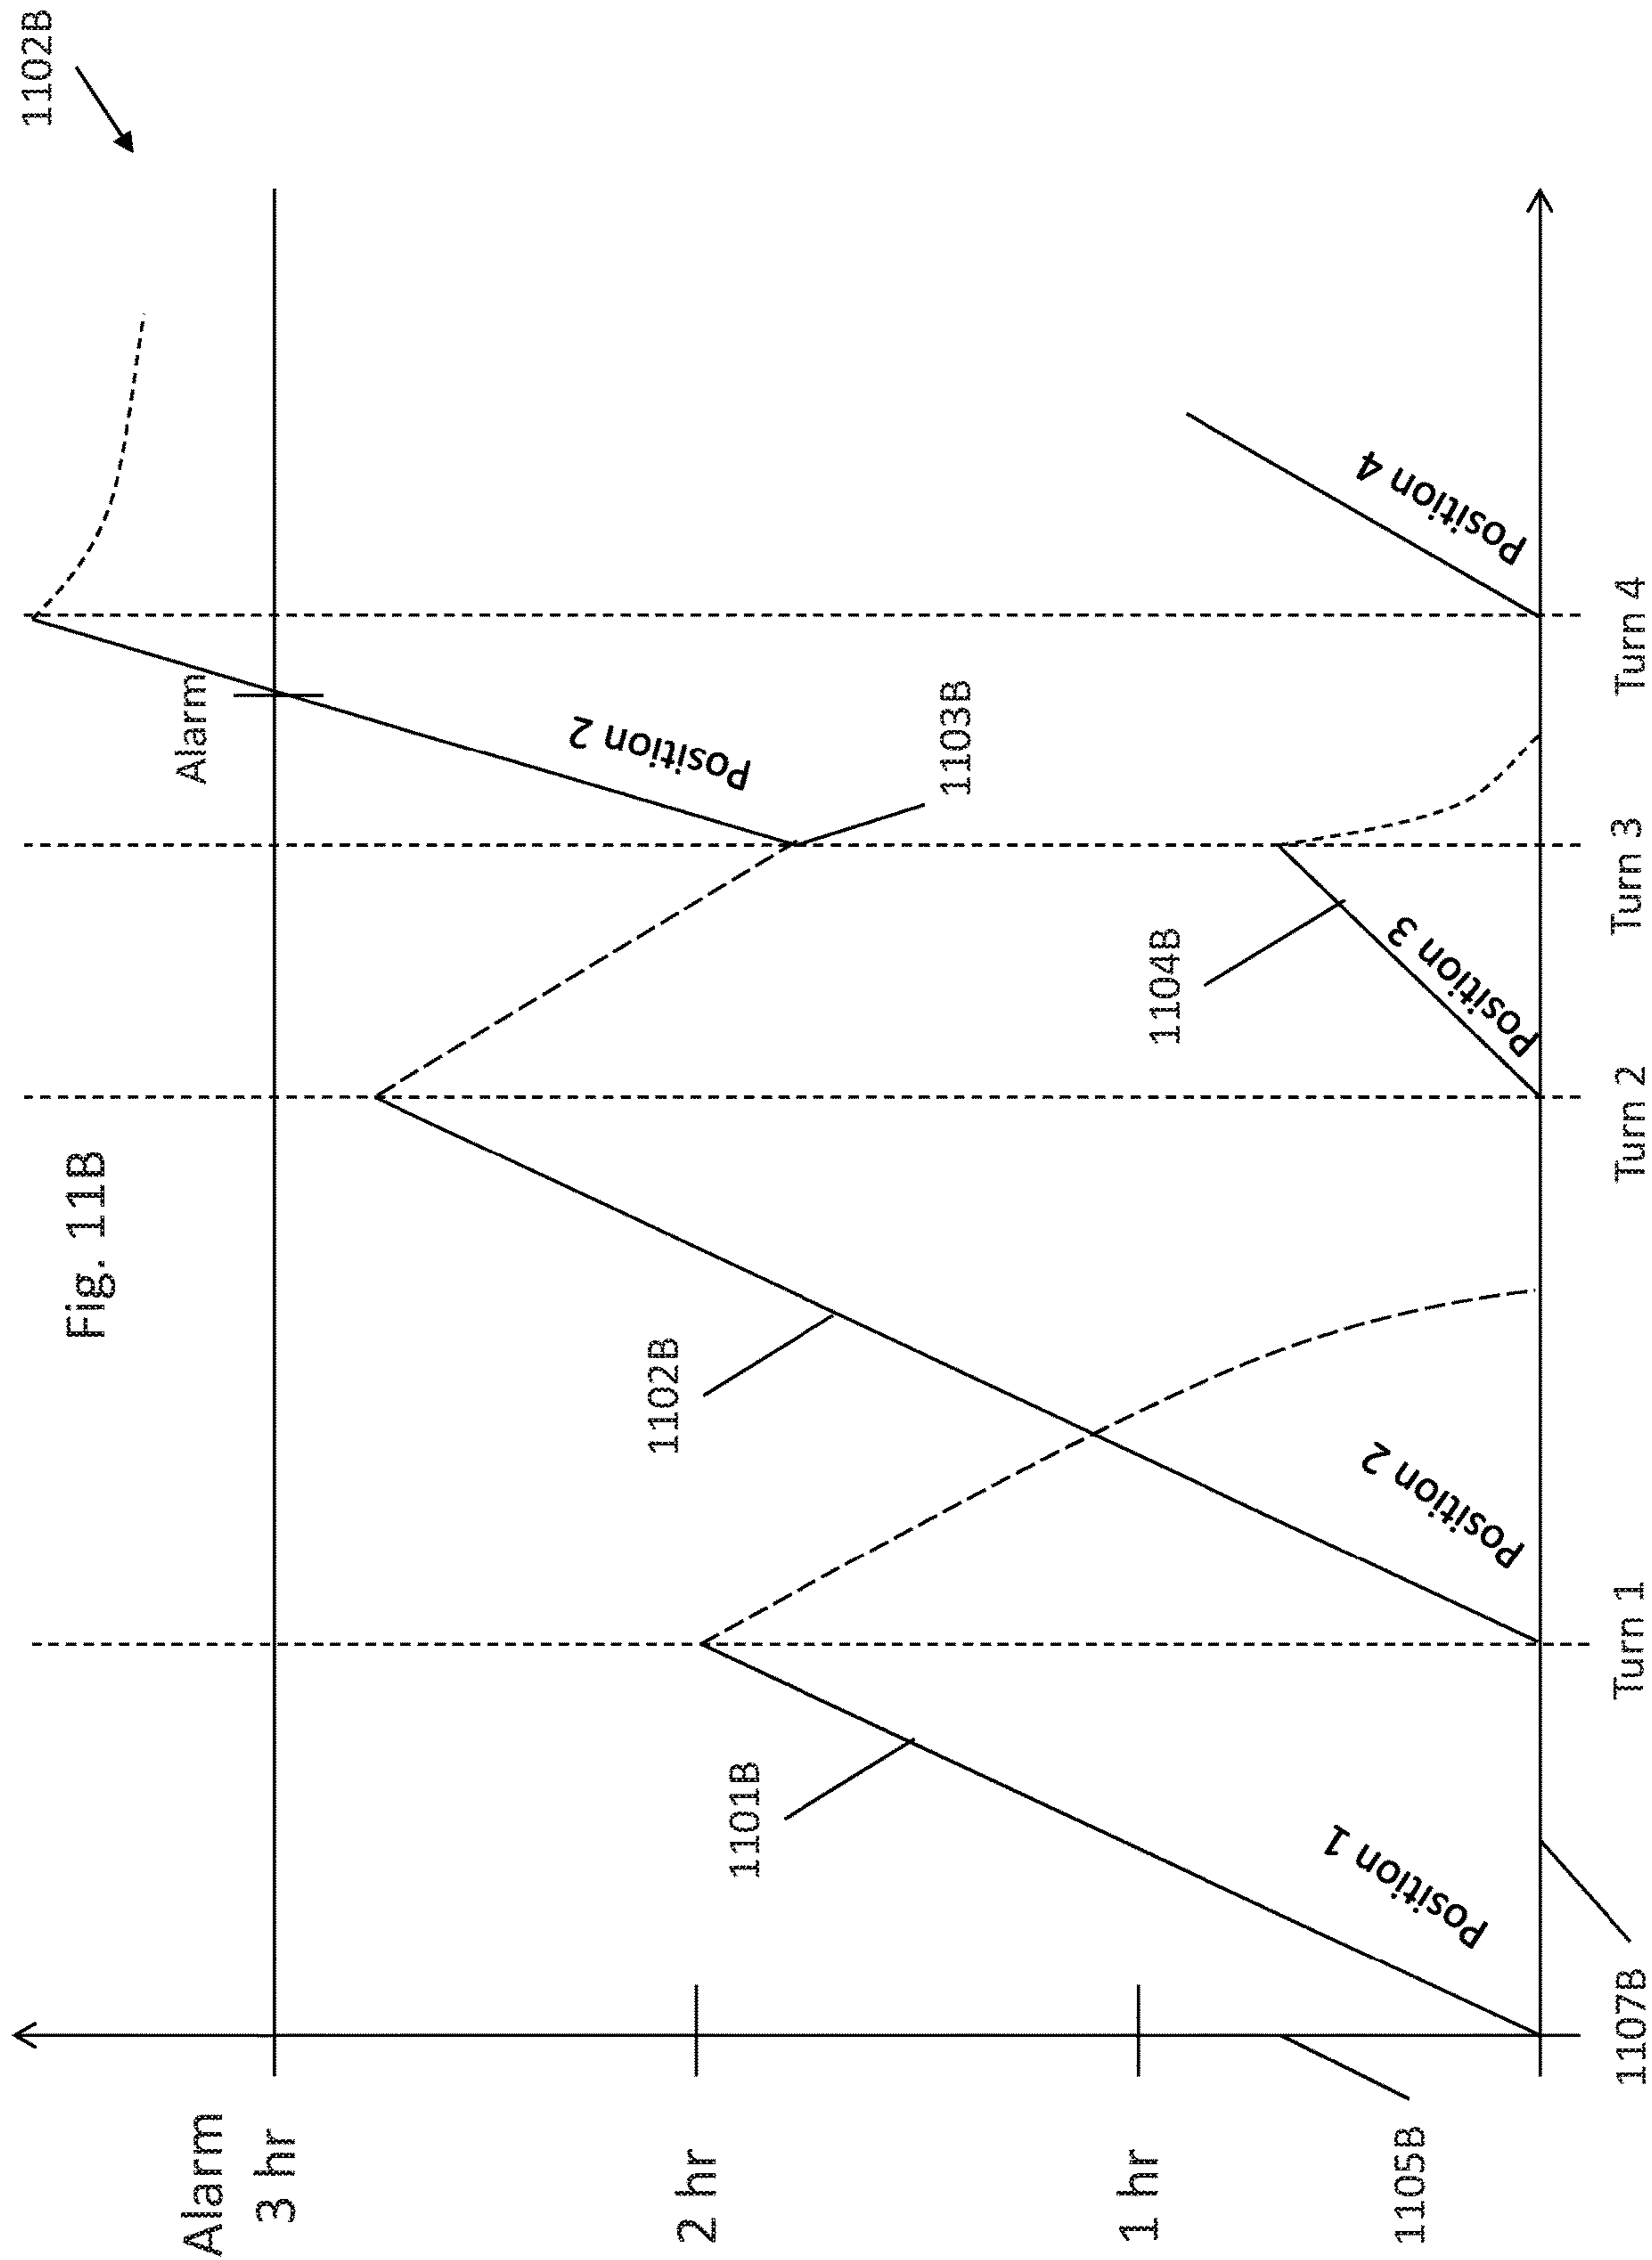 Fig. 11B
1102B
Alarm
3 hr
2 hr
1 hr
1105B
1107B
Alarm
1101B
1102B
1103B
1104B
Position 1
Position 2
Position 3
Position 2
Position 4
Turn 1
Turn 2
Turn 3
Turn 4